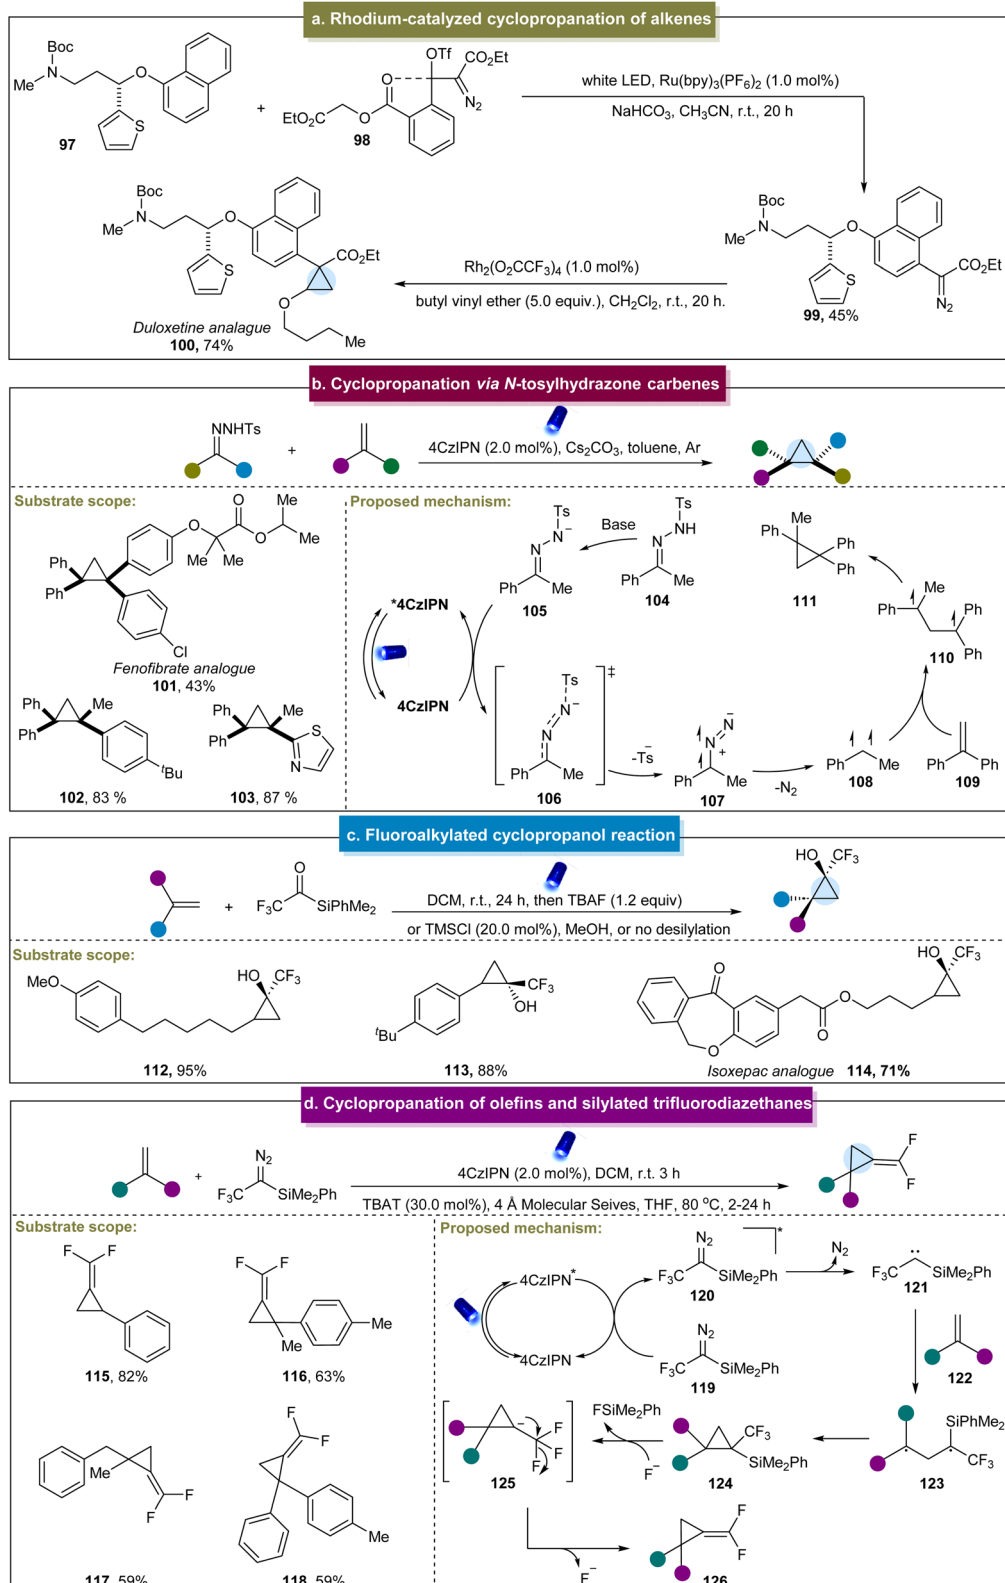 a. Rhodium-catalyzed cyclopropanation of alkenes
Boc
N
Me
O
S
97
+
OTf
CO2Et
O
N2
EtO2C
O
98
white LED, Ru(bpy)3(PF6)2 (1.0 mol%)
NaHCO3, CH3CN, r.t., 20 h
Boc
N
Me
O
S
CO2Et
O
Me
Duloxetine analague
100, 74%
Rh2(O2CCF3)4 (1.0 mol%)
butyl vinyl ether (5.0 equiv.), CH2Cl2, r.t., 20 h.
Boc
N
Me
O
S
CO2Et
N2
99, 45%
b. Cyclopropanation via N-tosylhydrazone carbenes
NNHTs
+
4CzIPN (2.0 mol%), Cs2CO3, toluene, Ar
Substrate scope:
O
O
O
Me
Me
Me
Me
Ph
Ph
Cl
Fenofibrate analogue
101, 43%
Ph
Me
Ph
tBu
102, 83 %
Ph
Me
Ph
S
N
103, 87 %
Proposed mechanism:
Ts
N−
N
Ph
Me
105
Base
Ts
NH
N
Ph
Me
104
Me
Ph
Ph
Ph
111
*4CzIPN
4CzIPN
Ts
N−
N
Ph
Me
‡
106
-Ts−
N−
N
+
Ph
Me
107
-N2
Ph
Me
108
Ph
Ph
109
Me
Ph
Ph
Ph
110
c. Fluoroalkylated cyclopropanol reaction
+
O
F3C
SiPhMe2
DCM, r.t., 24 h, then TBAF (1.2 equiv)
or TMSCl (20.0 mol%), MeOH, or no desilylation
HO
CF3
Substrate scope:
MeO
HO
CF3
112, 95%
CF3
OH
tBu
113, 88%
O
O
O
O
HO
CF3
Isoxepac analogue 114, 71%
d. Cyclopropanation of olefins and silylated trifluorodiazethanes
+
N2
F3C
SiMe2Ph
4CzIPN (2.0 mol%), DCM, r.t. 3 h
TBAT (30.0 mol%), 4 Å Molecular Seives, THF, 80 oC, 2-24 h
F
F
Substrate scope:
F
F
115, 82%
F
F
Me
Me
116, 63%
Me
F
F
117, 59%
F
F
Me
118, 59%
Proposed mechanism:
4CzIPN*
4CzIPN
N2
F3C
SiMe2Ph
*
120
N2
F3C
SiMe2Ph
119
N2
F3C
SiMe2Ph
121
122
SiPhMe2
CF3
123
CF3
SiMe2Ph
124
FSiMe2Ph
F−
−
F
F
F
125
F−
F
F
126